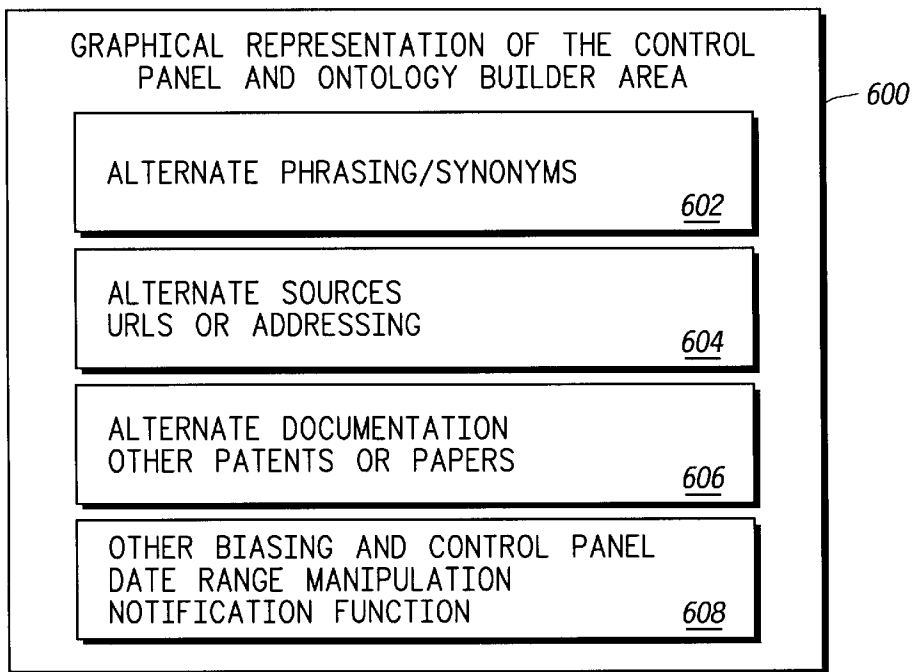 GRAPHICAL REPRESENTATION OF THE CONTROL
PANEL AND ONTOLOGY BUILDER AREA
600
ALTERNATE PHRASING/SYNONYMS
602
ALTERNATE SOURCES
URLS OR ADDRESSING
604
ALTERNATE DOCUMENTATION
OTHER PATENTS OR PAPERS
606
OTHER BIASING AND CONTROL PANEL
DATE RANGE MANIPULATION
NOTIFICATION FUNCTION
608